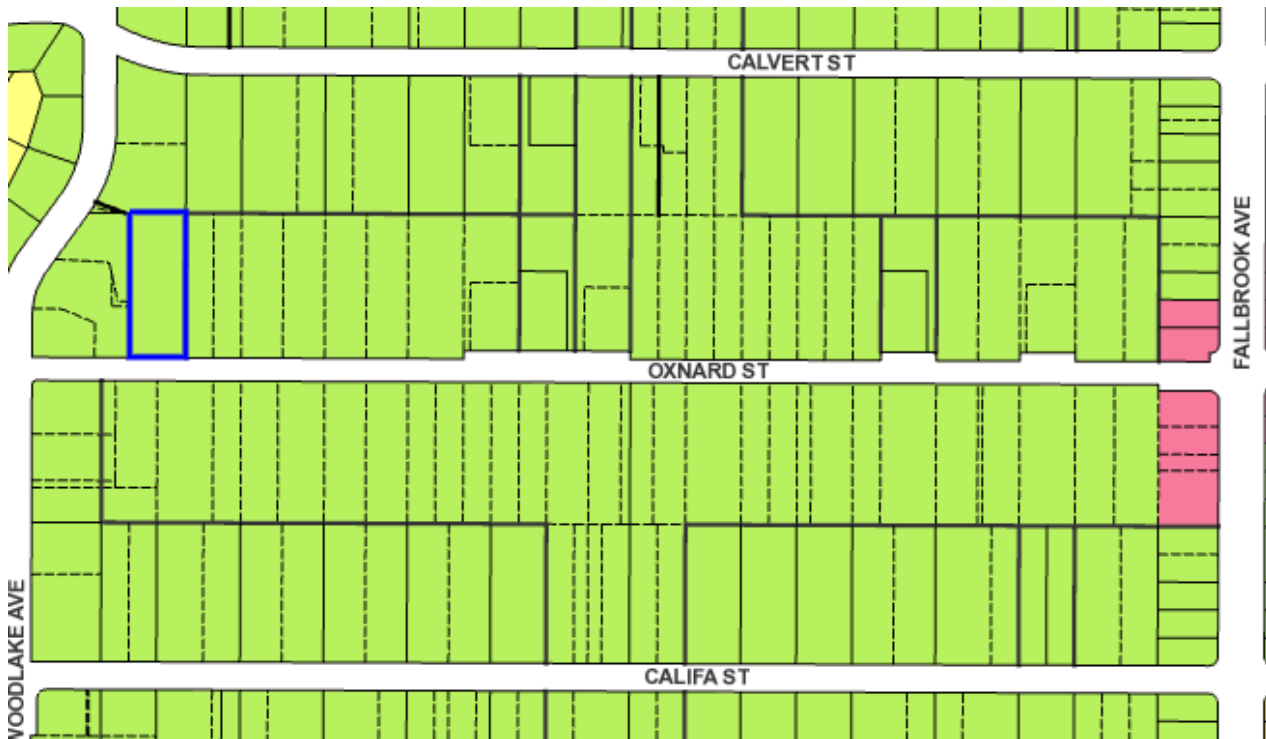 CALVERT ST
FALLBROOK AVE
OXNARD ST
CALIFA ST
WOODLAKE AVE